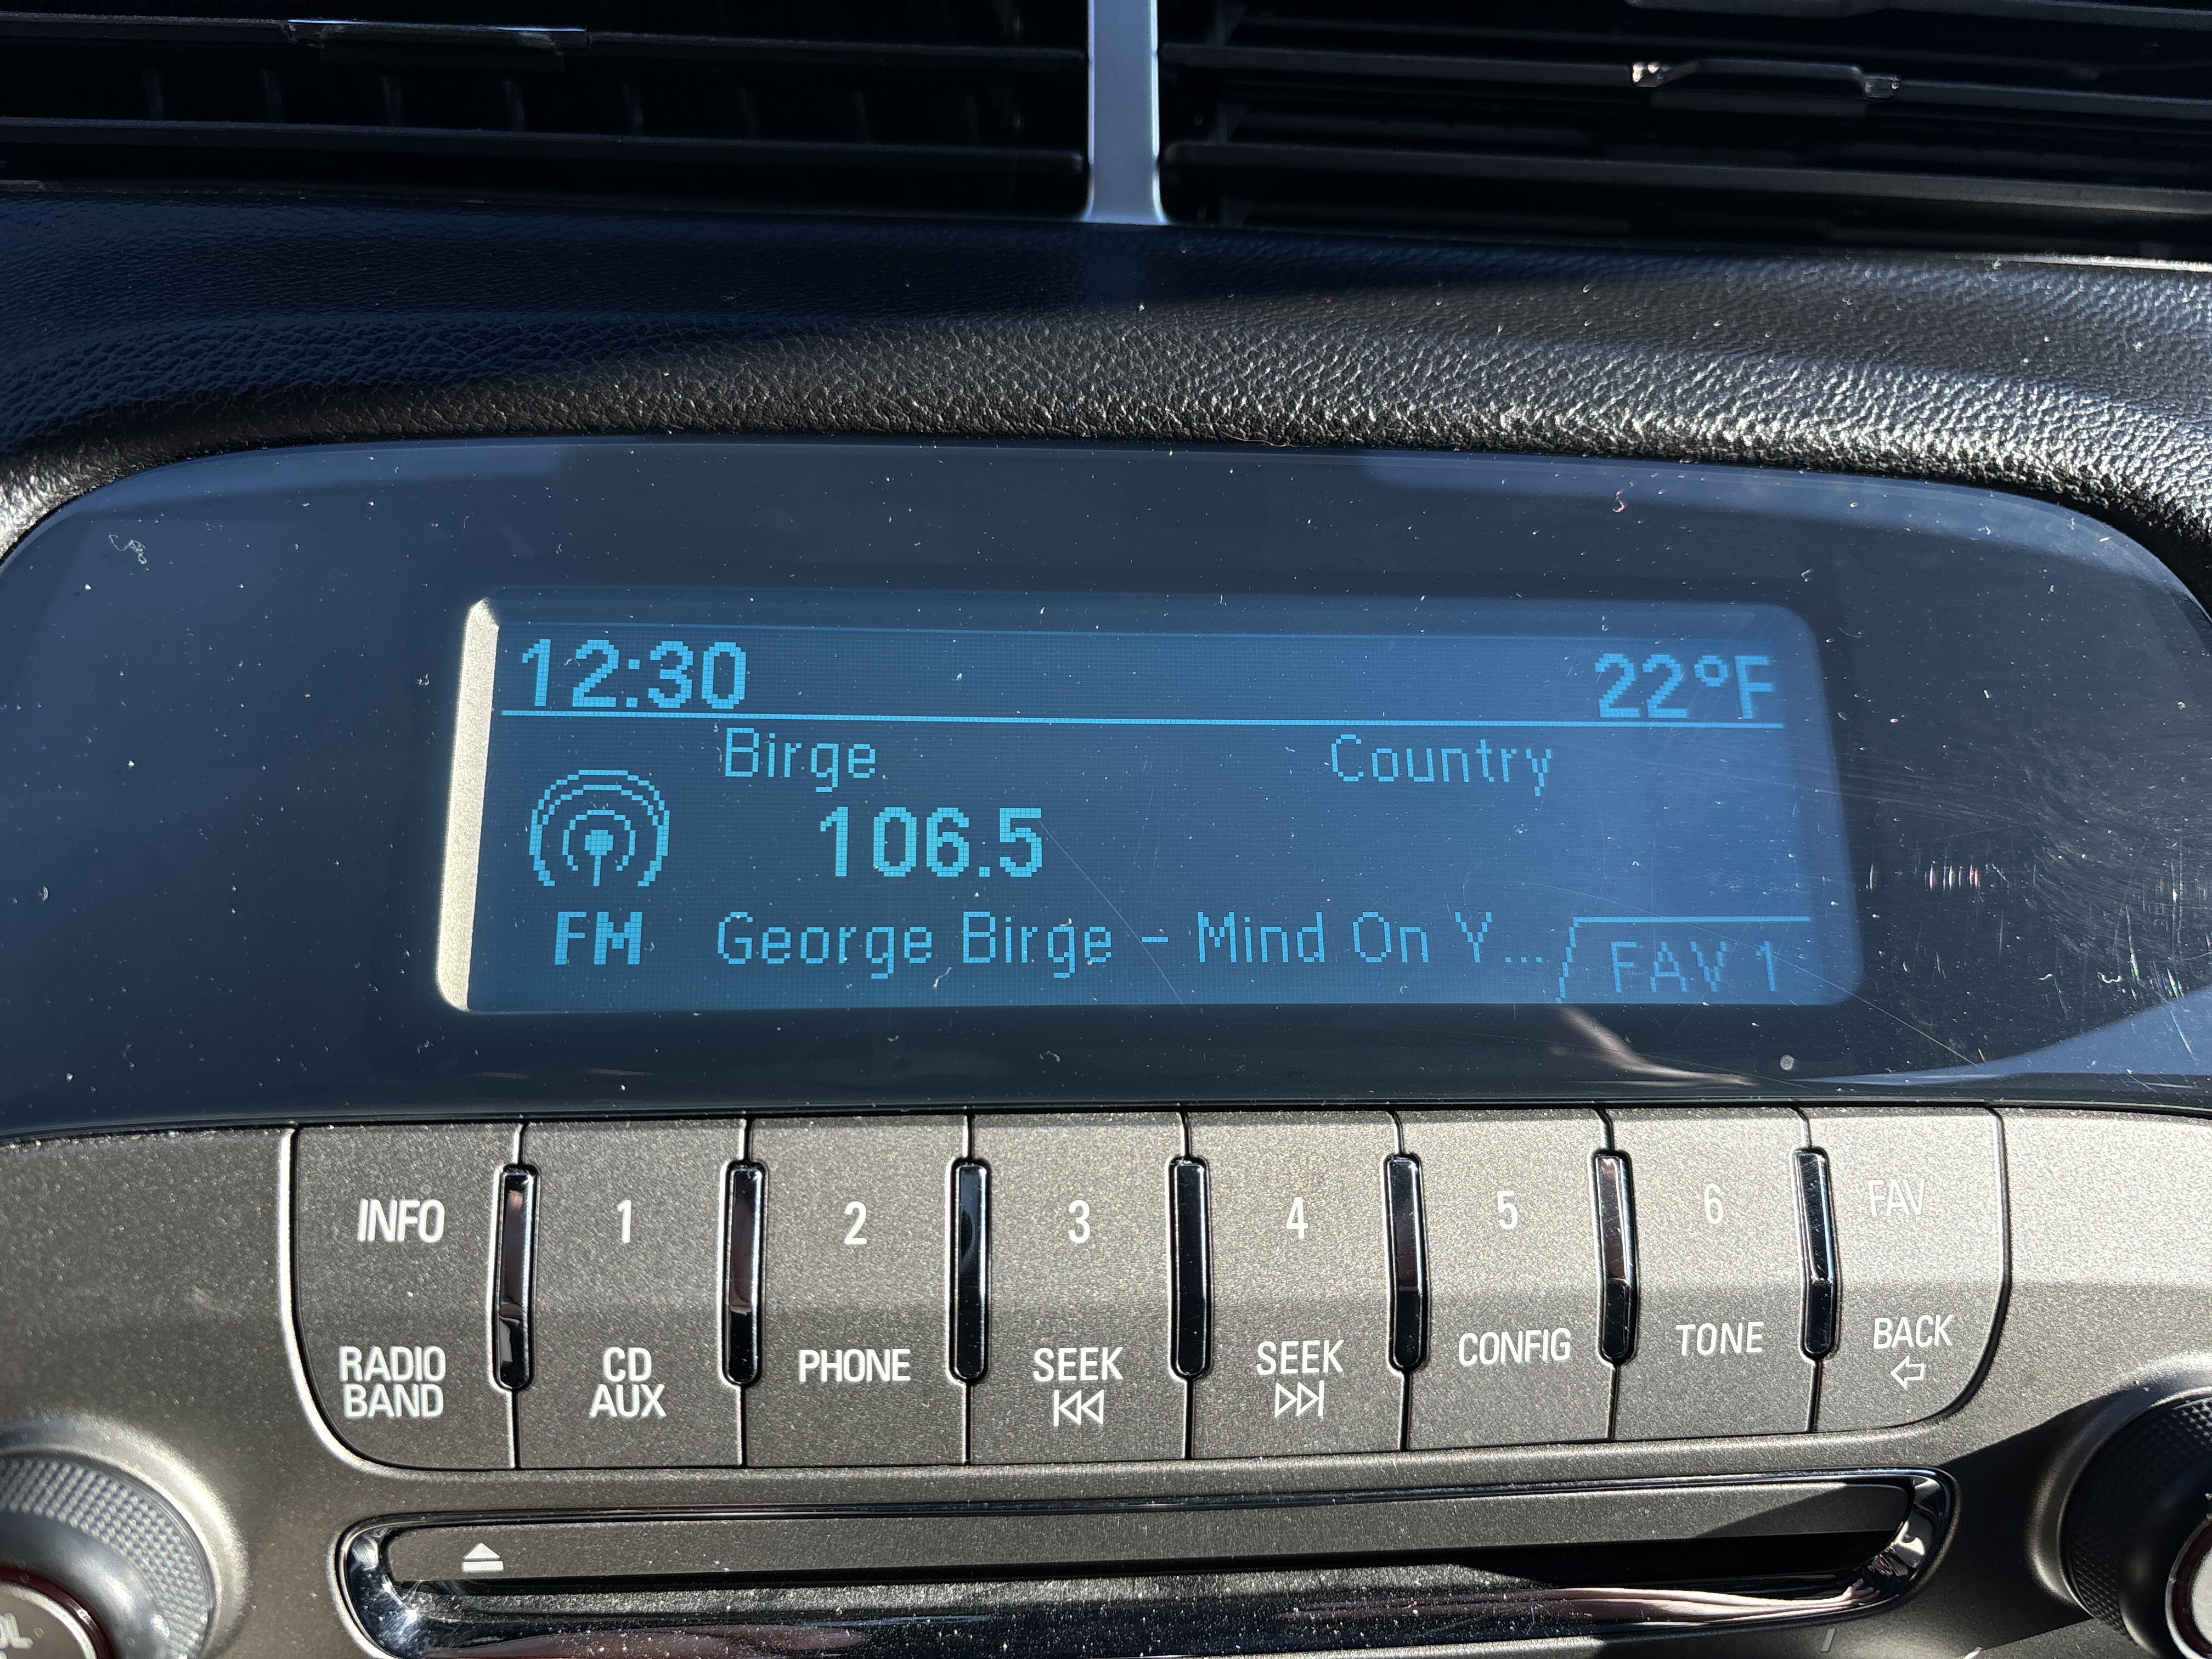 12:30 22°F
Birge Country
106.5
FM George Birge - Mind On Y... FAV 1
INFO 1 2 3 4 5 6 FAV
RADIO BAND CD AUX PHONE SEEK SEEK CONFIG TONE BACK